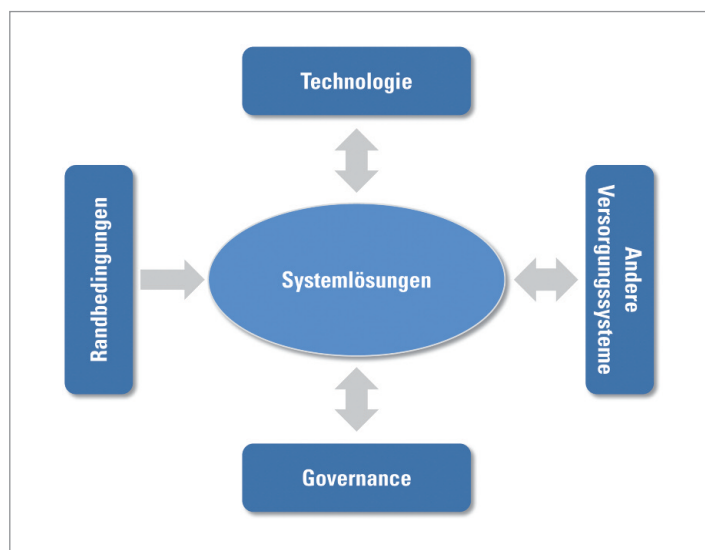 Technologie
Randbedingungen
Systemlösungen
Andere
Versorgungssysteme
Governance